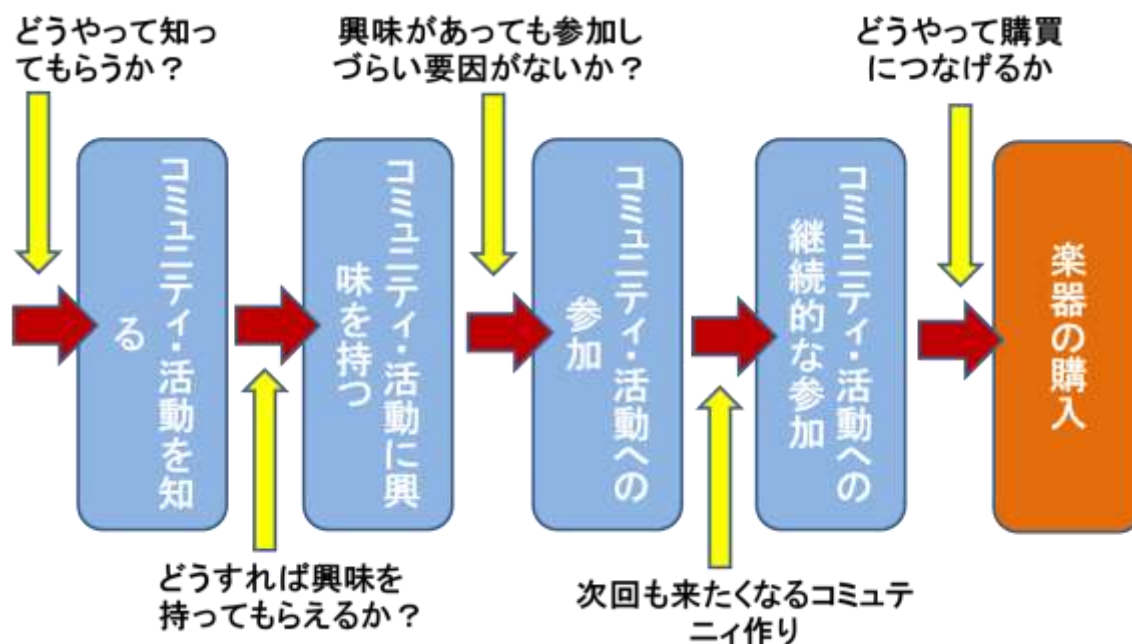 どうやって知っ
てもらうか？
興味があっても参加し
づらい要因がないか？
どうやって購買
につなげるか
コミュニティ・活動を知
る
コミュニティ・活動に興
味を持つ
コミュニティ・活動への
参加
コミュニティ・活動への
継続的な参加
楽器の購入
どうすれば興味を
持ってもらえるか？
次回も来たくなるコミュテ
ニィ作り